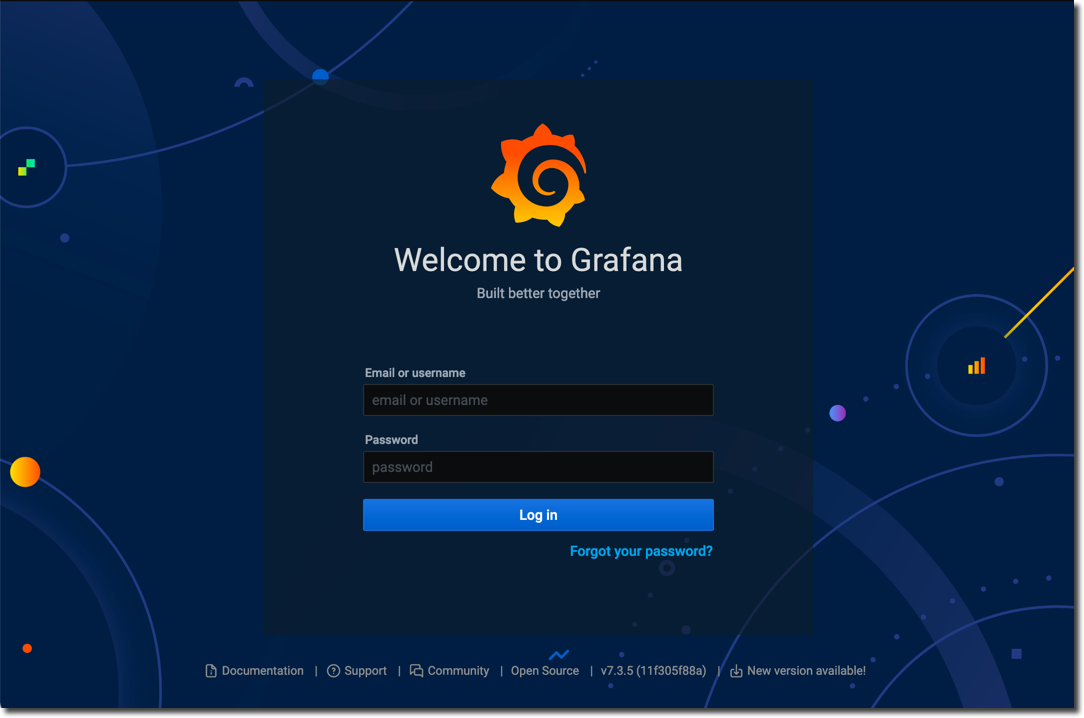 Welcome to Grafana
Built better together
Email or username
email or username
Password
password
Log in
Forgot your password?
Documentation | Support | Community | Open Source | v7.3.5 (11f305f88a) | New version available!